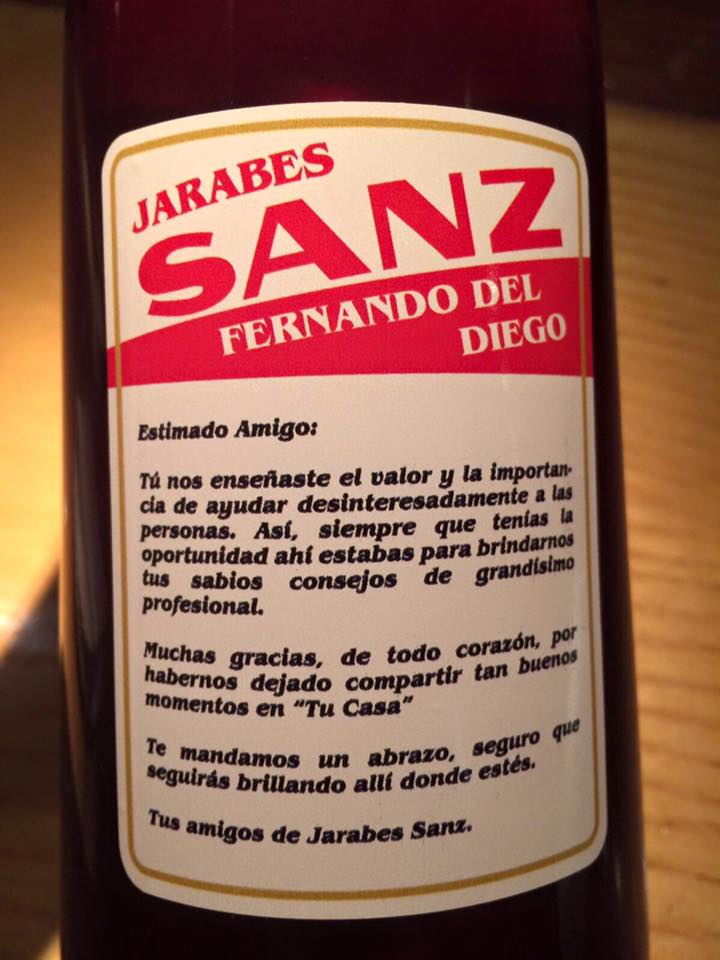 JARABES
SANZ
FERNANDO DEL
DIEGO
Estimado Amigo:
Tú nos enseñaste el valor y la importan-
cia de ayudar desinteresadamente a las
personas. Así, siempre que tenías la
oportunidad ahí estabas para brindarnos
tus sabios consejos de grandísimo
profesional.
Muchas gracias, de todo corazón, por
habernos dejado compartir tan buenos
momentos en "Tu Casa"
Te mandamos un abrazo, seguro que
seguirás brillando allí donde estés.
Tus amigos de Jarabes Sanz.